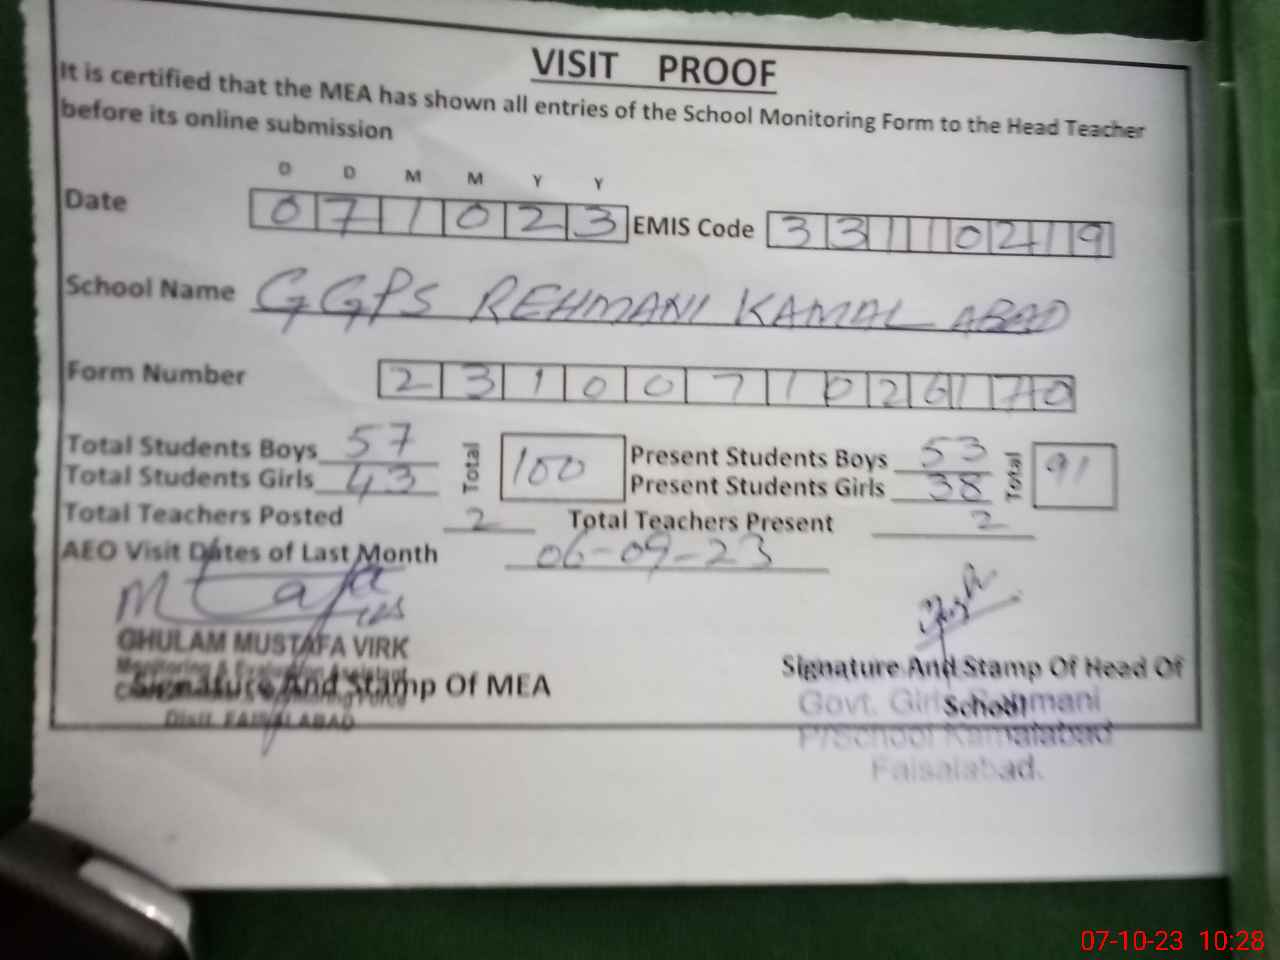 VISIT PROOF
It is certified that the MEA has shown all entries of the School Monitoring Form to the Head Teacher
before its online submission
D D M M Y Y
Date 0 7 1 0 2 3 EMIS Code 3 3 1 1 0 2 1 9
School Name GGPS REHMANI KAMAL ABAD
Form Number 2 3 1 0 0 7 1 0 2 6 1
Total Students Boys 57 Total 100 Present Students Boys 53 Total 91
Total Students Girls 43 Present Students Girls 38
Total Teachers Posted 2 Total Teachers Present 2
AEO Visit Dates of Last Month 06-09-23
GHULAM MUSTAFA VIRK
Monitoring & Evaluation Assistant
Signature And Stamp Of MEA
Distt. FAISALABAD
Signature And Stamp Of Head Of
School
Govt. Girls Rehmani
P/School Kamalabad
Faisalabad.
07-10-23 10:28